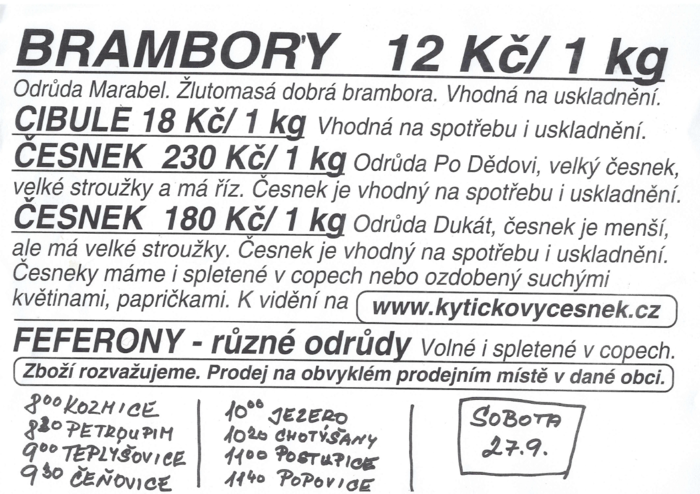 BRAMBORY 12 Kč/ 1 kg
Odrůda Marabel. Žlutomasá dobrá brambora. Vhodná na uskladnění.
CIBULE 18 Kč/ 1 kg Vhodná na spotřebu i uskladnění.
ČESNEK 230 Kč/ 1 kg Odrůda Po Dědovi, velký česnek,
velké stroužky a má říz. Česnek je vhodný na spotřebu i uskladnění.
ČESNEK 180 Kč/ 1 kg Odrůda Dukát, česnek je menší,
ale má velké stroužky. Česnek je vhodný na spotřebu i uskladnění.
Česneky máme i spletené v copech nebo ozdobený suchými
květinami, papričkami. K vidění na www.kytickovycesnek.cz
FEFERONY - různé odrůdy Volné i spletené v copech.
Zboží rozvažujeme. Prodej na obvyklém prodejním místě v dané obci.
8⁰⁰ KOZMICE
8³⁰ PETROUPIM
9⁰⁰ TEPLYŠOVICE
9³⁰ ČEŇOVICE
10⁰⁰ JEZERO
10²⁰ CHOTÝŠANY
11⁰⁰ POSTUPICE
11⁴⁰ POPOVICE
SOBOTA
27.9.